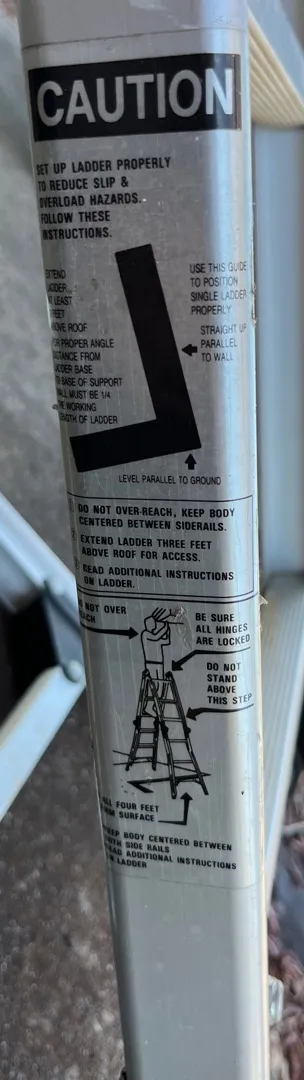 CAUTION
SET UP LADDER PROPERLY
TO REDUCE SLIP &
OVERLOAD HAZARDS.
FOLLOW THESE
INSTRUCTIONS.
EXTEND
LADDER
AT LEAST
FEET
ROOF
PROPER ANGLE
FROM
LADDER BASE
TO BASE OF SUPPORT
WALL MUST BE 1/4
WORKING
LENGTH OF LADDER
USE THIS GUIDE
TO POSITION
SINGLE LADDER
PROPERLY
STRAIGHT UP
PARALLEL
TO WALL
LEVEL PARALLEL TO GROUND
DO NOT OVER-REACH, KEEP BODY
CENTERED BETWEEN SIDERAILS.
EXTEND LADDER THREE FEET
ABOVE ROOF FOR ACCESS.
READ ADDITIONAL INSTRUCTIONS
ON LADDER.
NOT OVER
BE SURE
ALL HINGES
ARE LOCKED
DO NOT
STAND
ABOVE
THIS STEP
ALL FOUR FEET
SURFACE
KEEP BODY CENTERED BETWEEN
SIDE RAILS
READ ADDITIONAL INSTRUCTIONS
ON LADDER